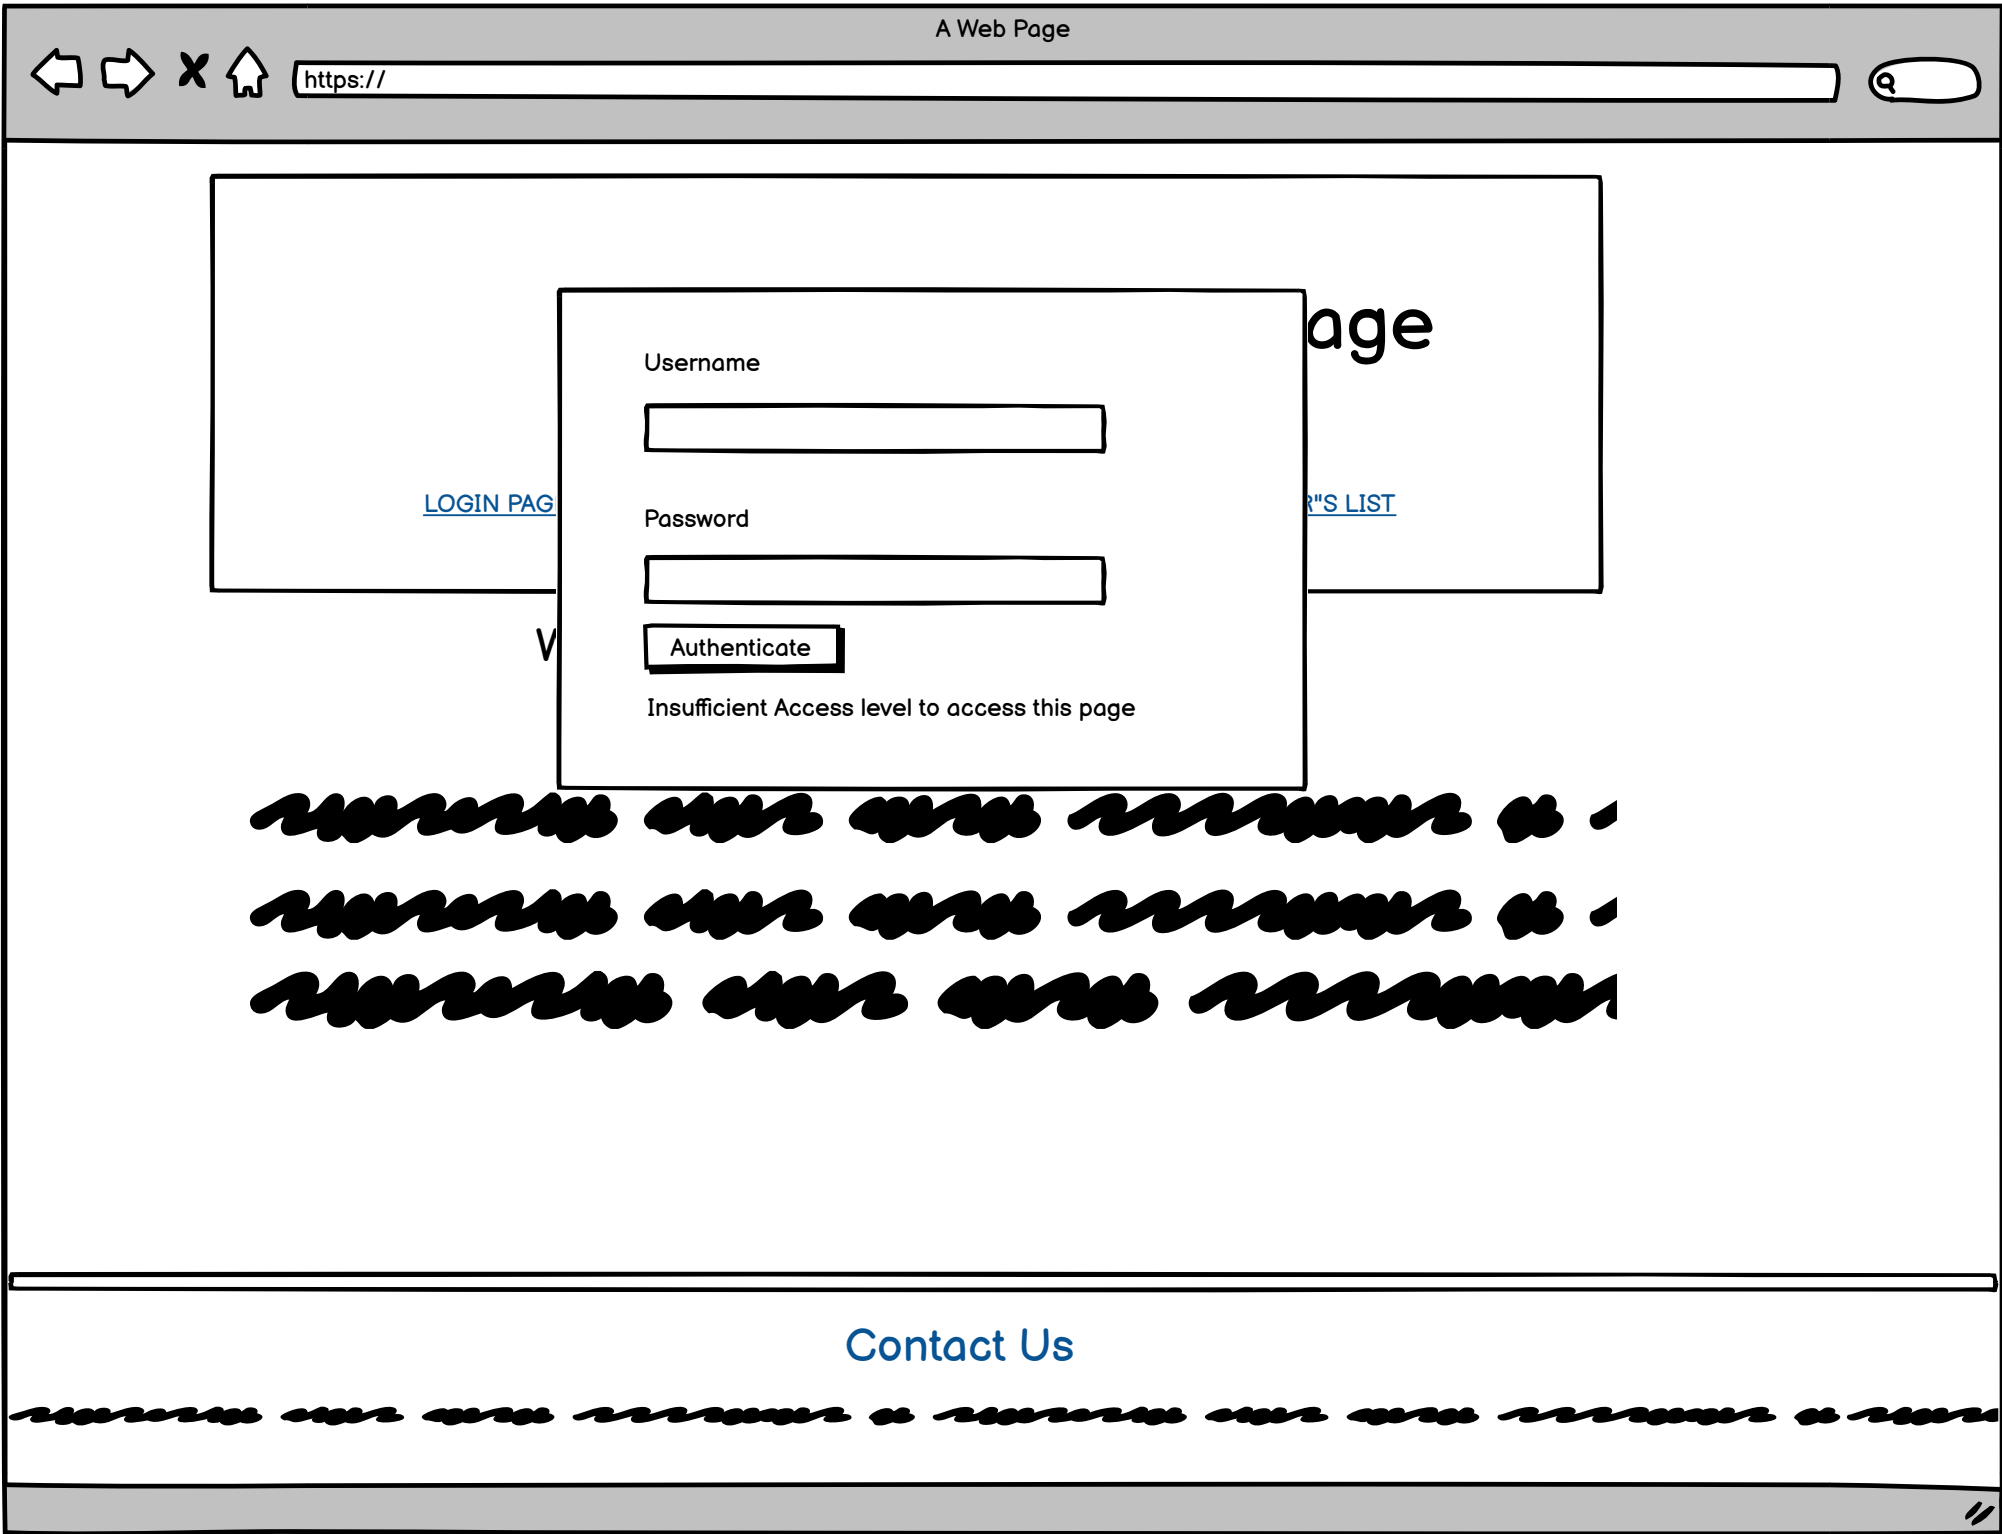 A Web Page
https://
age
Username
LOGIN PAG
R"S LIST
Password
W
Authenticate
Insufficient Access level to access this page
Contact Us